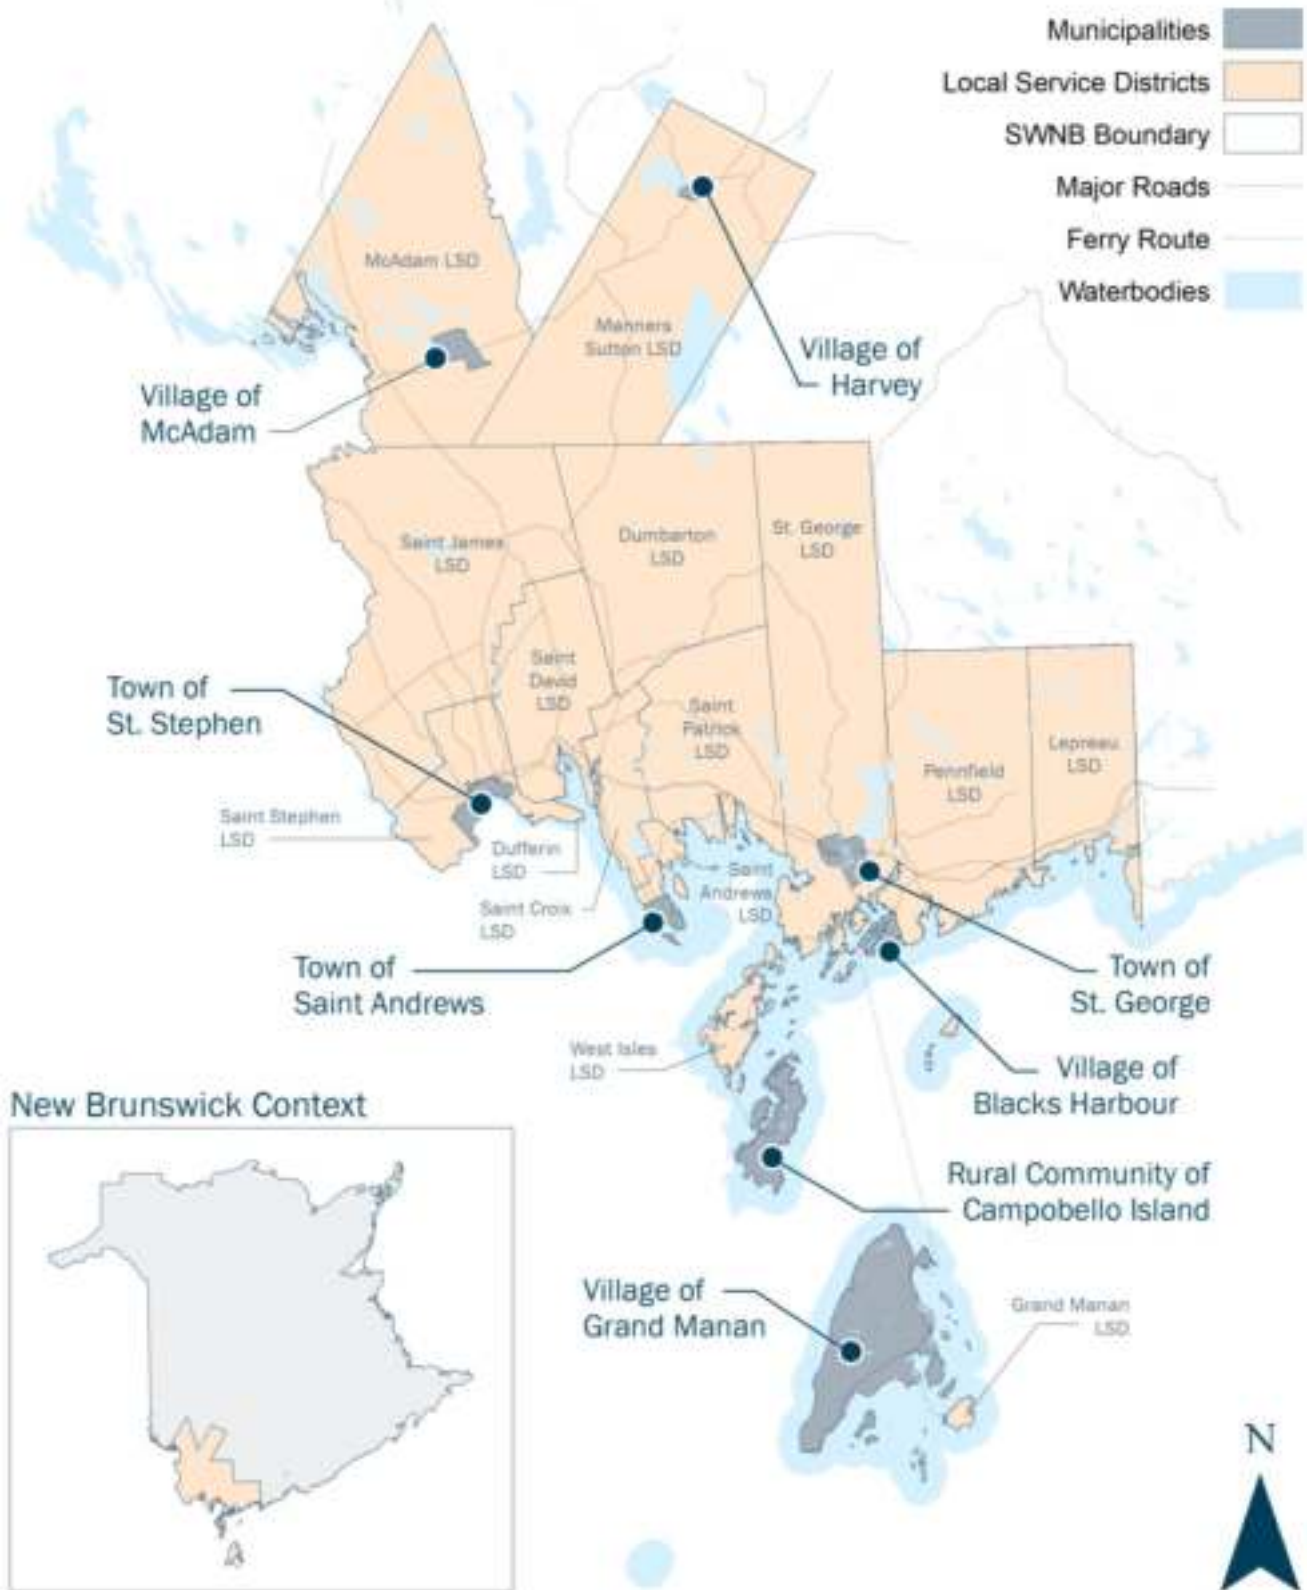 Municipalities
Local Service Districts
SWNB Boundary
Major Roads
Ferry Route
Waterbodies
McAdam LSD
Manners
Sutton LSD
Village of
Harvey
Village of
McAdam
Saint James
LSD
Dumbarton
LSD
St. George
LSD
Saint
David
LSD
Town of
St. Stephen
Saint
Patrick
LSD
Pennfield
LSD
Lepreau
LSD
Saint Stephen
LSD
Dufferin
LSD
Saint Croix
LSD
Saint
Andrews
LSD
Town of
Saint Andrews
Town of
St. George
West Isles
LSD
Village of
Blacks Harbour
New Brunswick Context
Rural Community of
Campobello Island
Village of
Grand Manan
Grand Manan
LSD
N